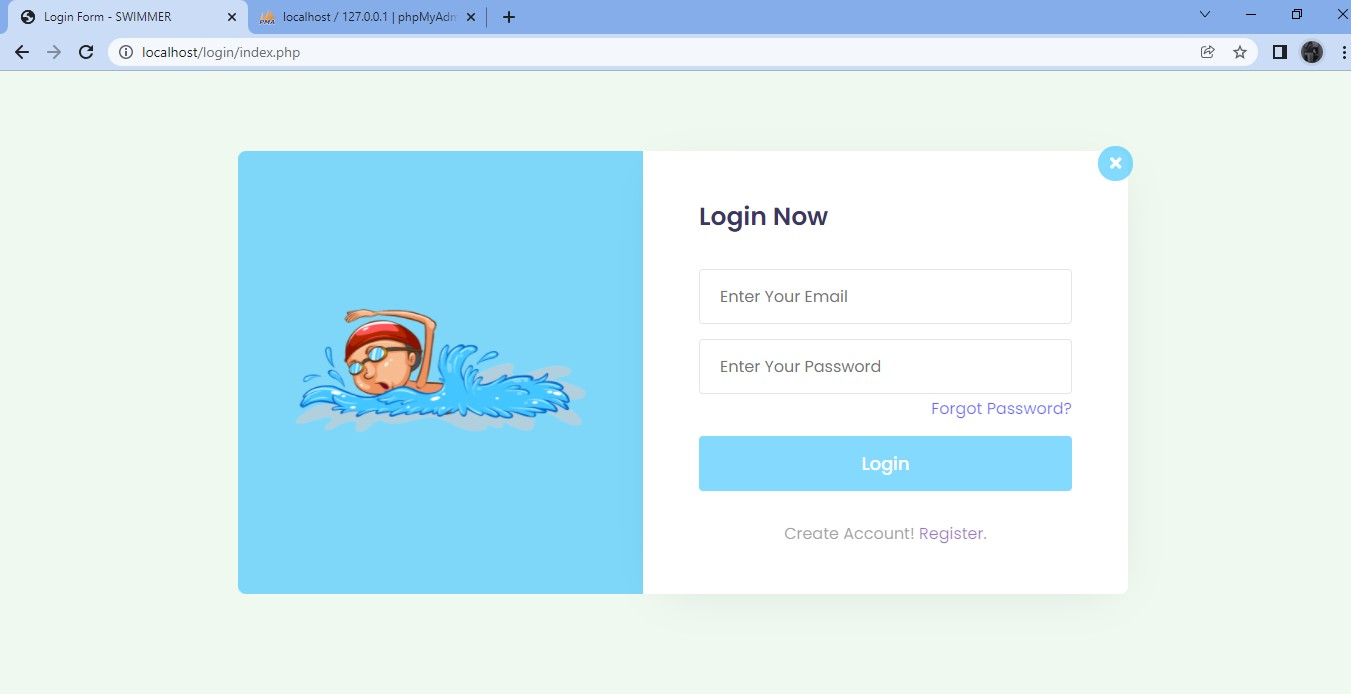 Login Form - SWIMMER
localhost / 127.0.0.1 | phpMyAdm
localhost/login/index.php
Login Now
Enter Your Email
Enter Your Password
Forgot Password?
Login
Create Account! Register.